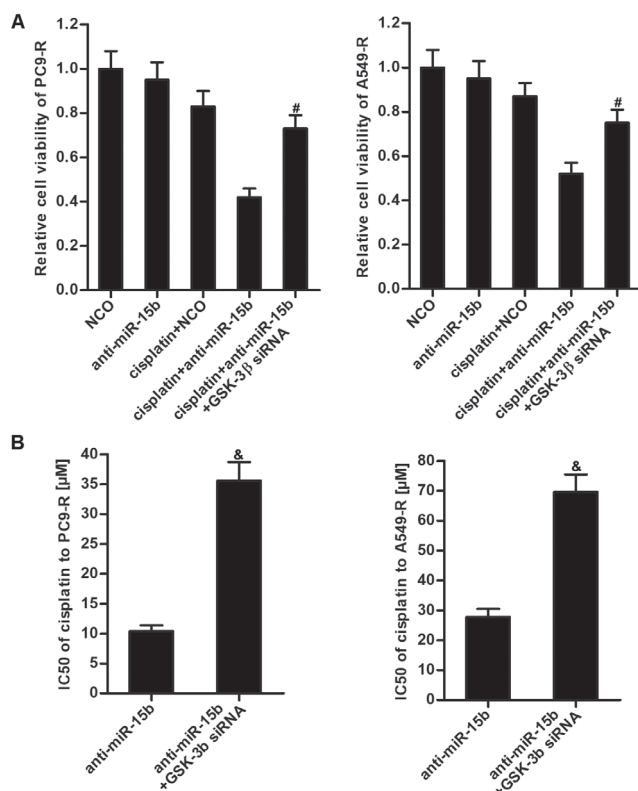 A
Relative cell viability of PC9-R
1.2
1.0
0.8
0.6
0.4
0.2
0.0
NCO
anti-miR-15b
cisplatin+NCO
cisplatin+anti-miR-15b
cisplatin+anti-miR-15b
+GSK-3β siRNA
#
Relative cell viability of A549-R
1.2
1.0
0.8
0.6
0.4
0.2
0.0
NCO
anti-miR-15b
cisplatin+NCO
cisplatin+anti-miR-15b
cisplatin+anti-miR-15b
+GSK-3β siRNA
#
B
IC50 of cisplatin to PC9-R [µM]
40
35
30
25
20
15
10
5
0
anti-miR-15b
anti-miR-15b
+GSK-3b siRNA
&
IC50 of cisplatin to A549-R [µM]
80
70
60
50
40
30
20
10
0
anti-miR-15b
anti-miR-15b
+GSK-3b siRNA
&